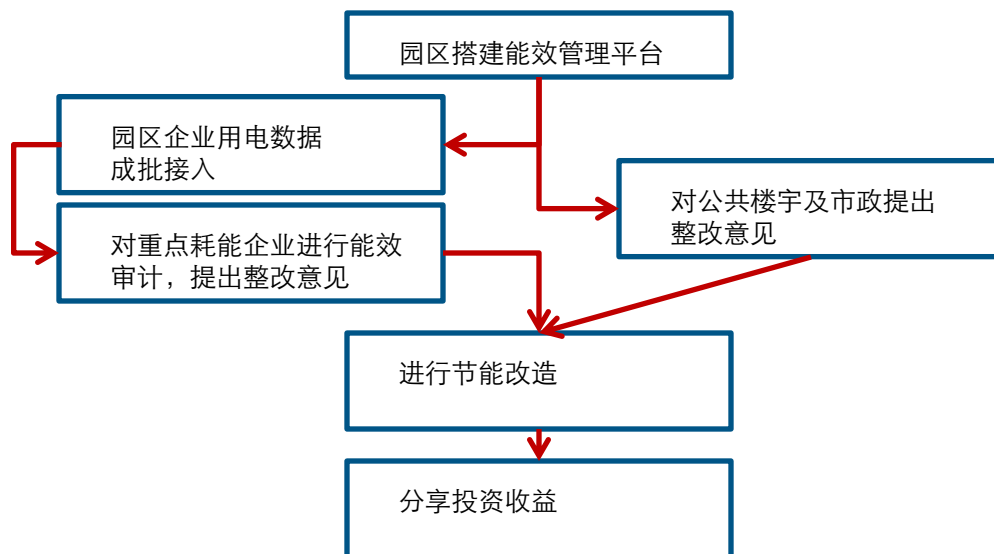 园区搭建能效管理平台
园区企业用电数据
成批接入
对公共楼宇及市政提出
整改意见
对重点耗能企业进行能效
审计，提出整改意见
进行节能改造
分享投资收益